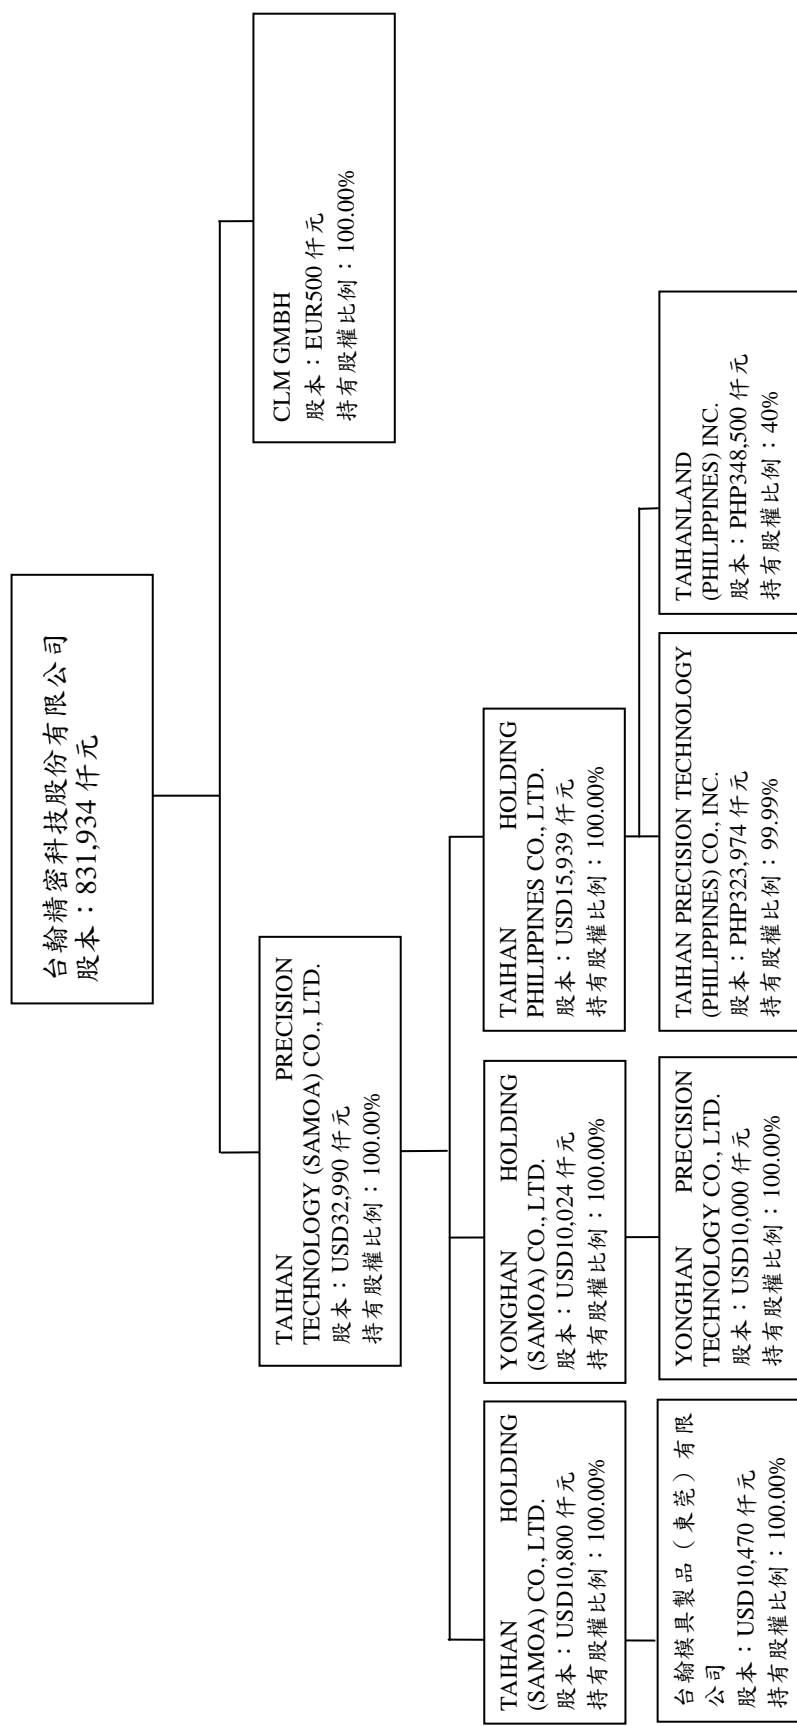 台翰精密科技股份有限公司
股本：831,934 仟元
TAIHAN PRECISION
TECHNOLOGY (SAMOA) CO., LTD.
股本：USD32,990 仟元
持有股權比例：100.00%
CLM GMBH
股本：EUR500 仟元
持有股權比例：100.00%
TAIHAN HOLDING
(SAMOA) CO., LTD.
股本：USD10,800 仟元
持有股權比例：100.00%
YONGHAN HOLDING
(SAMOA) CO., LTD.
股本：USD10,024 仟元
持有股權比例：100.00%
TAIHAN HOLDING
PHILIPPINES CO., LTD.
股本：USD15,939 仟元
持有股權比例：100.00%
台翰模具製品（東莞）有限
公司
股本：USD10,470 仟元
持有股權比例：100.00%
YONGHAN PRECISION
TECHNOLOGY CO., LTD.
股本：USD10,000 仟元
持有股權比例：100.00%
TAIHAN PRECISION TECHNOLOGY
(PHILIPPINES) CO., INC.
股本：PHP323,974 仟元
持有股權比例：99.99%
TAIHANLAND
(PHILIPPINES) INC.
股本：PHP348,500 仟元
持有股權比例：40%